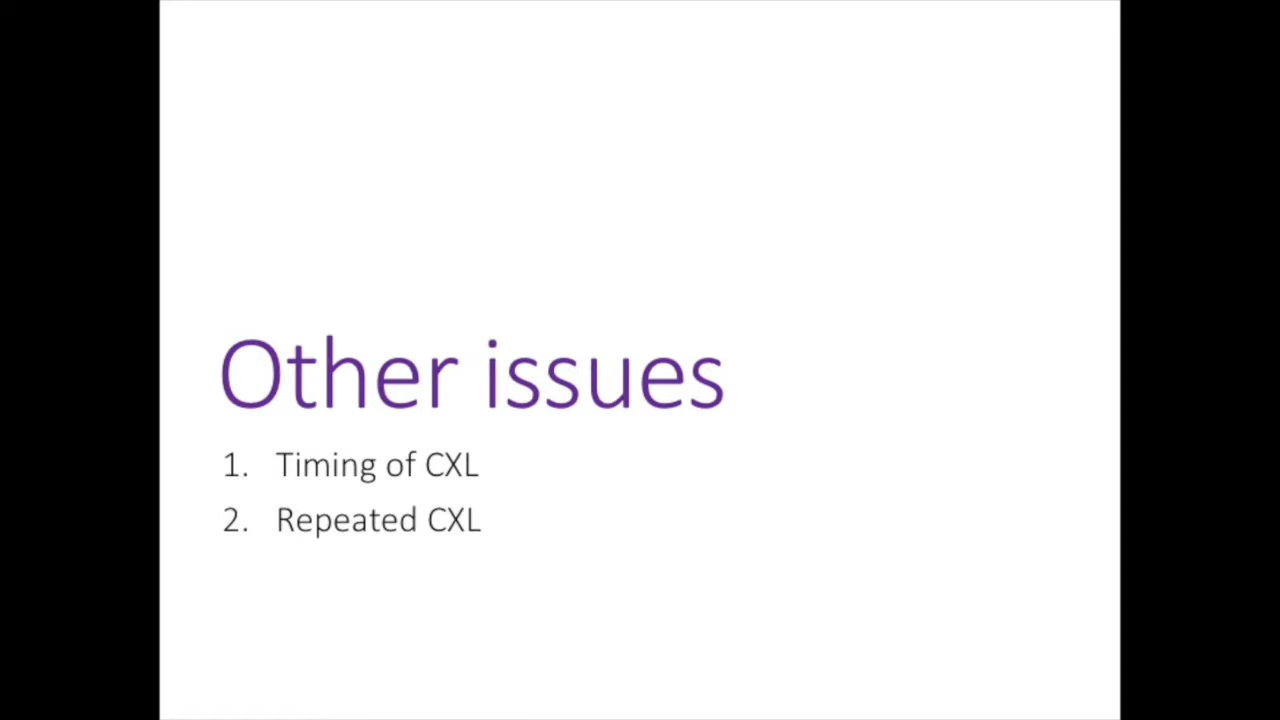 Other issues
1. Timing of CXL
2. Repeated CXL